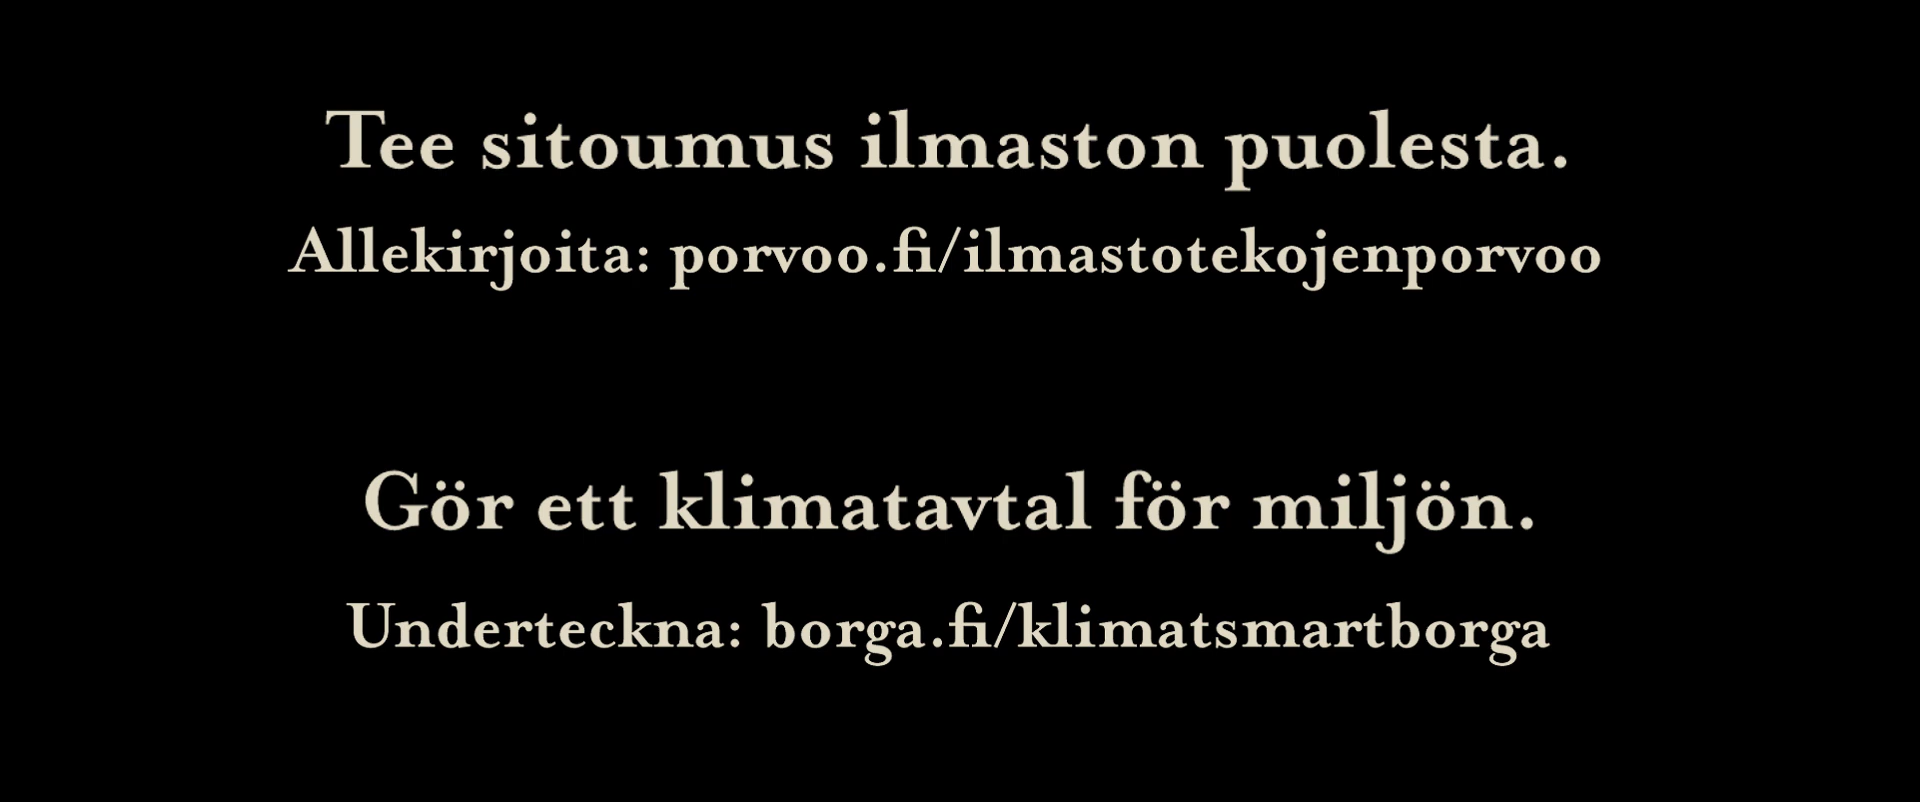 Tee sitoumus ilmaston puolesta.
Allekirjoita: porvoo.fi/ilmastotekojenporvoo
Gör ett klimatavtal för miljön.
Underteckna: borga.fi/klimatsmartborga